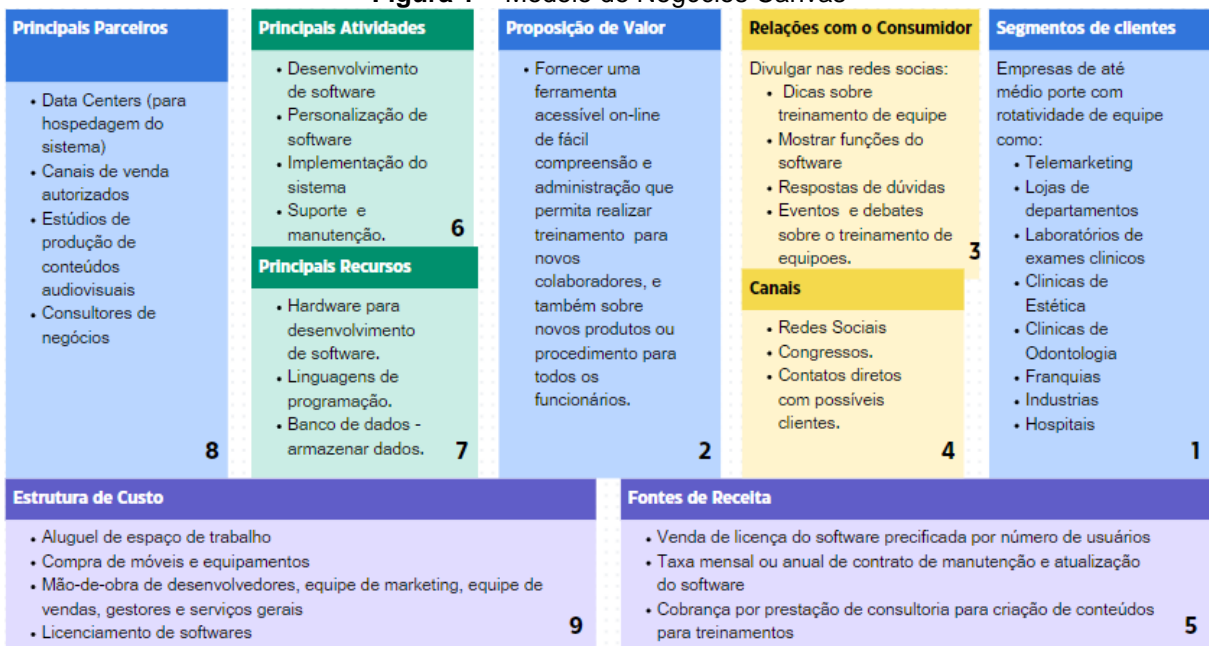 Principais Parceiros
• Data Centers (para
hospedagem do
sistema)
• Canais de venda
autorizados
• Estúdios de
produção de
conteúdos
audiovisuais
• Consultores de
negócios
8
Principais Atividades
• Desenvolvimento
de software
• Personalização de
software
• Implementação do
sistema
• Suporte e
manutenção.
6
Principais Recursos
• Hardware para
desenvolvimento
de software.
• Linguagens de
programação.
• Banco de dados -
armazenar dados.
7
Proposição de Valor
• Fornecer uma
ferramenta
acessível on-line
de fácil
compreensão e
administração que
permita realizar
treinamento para
novos
colaboradores, e
também sobre
novos produtos ou
procedimento para
todos os
funcionários.
2
Relações com o Consumidor
Divulgar nas redes socias:
• Dicas sobre
treinamento de equipe
• Mostrar funções do
software
• Respostas de dúvidas
• Eventos e debates
sobre o treinamento de
equipoes.
3
Canais
• Redes Sociais
• Congressos.
• Contatos diretos
com possíveis
clientes.
4
Segmentos de clientes
Empresas de até
médio porte com
rotatividade de equipe
como:
• Telemarketing
• Lojas de
departamentos
• Laboratórios de
exames clinicos
• Clinicas de
Estética
• Clinicas de
Odontologia
• Franquias
• Industrias
• Hospitais
1
Estrutura de Custo
• Aluguel de espaço de trabalho
• Compra de móveis e equipamentos
• Mão-de-obra de desenvolvedores, equipe de marketing, equipe de
vendas, gestores e serviços gerais
• Licenciamento de softwares
9
Fontes de Receita
• Venda de licença do software precificada por número de usuários
• Taxa mensal ou anual de contrato de manutenção e atualização
do software
• Cobrança por prestação de consultoria para criação de conteúdos
para treinamentos
5